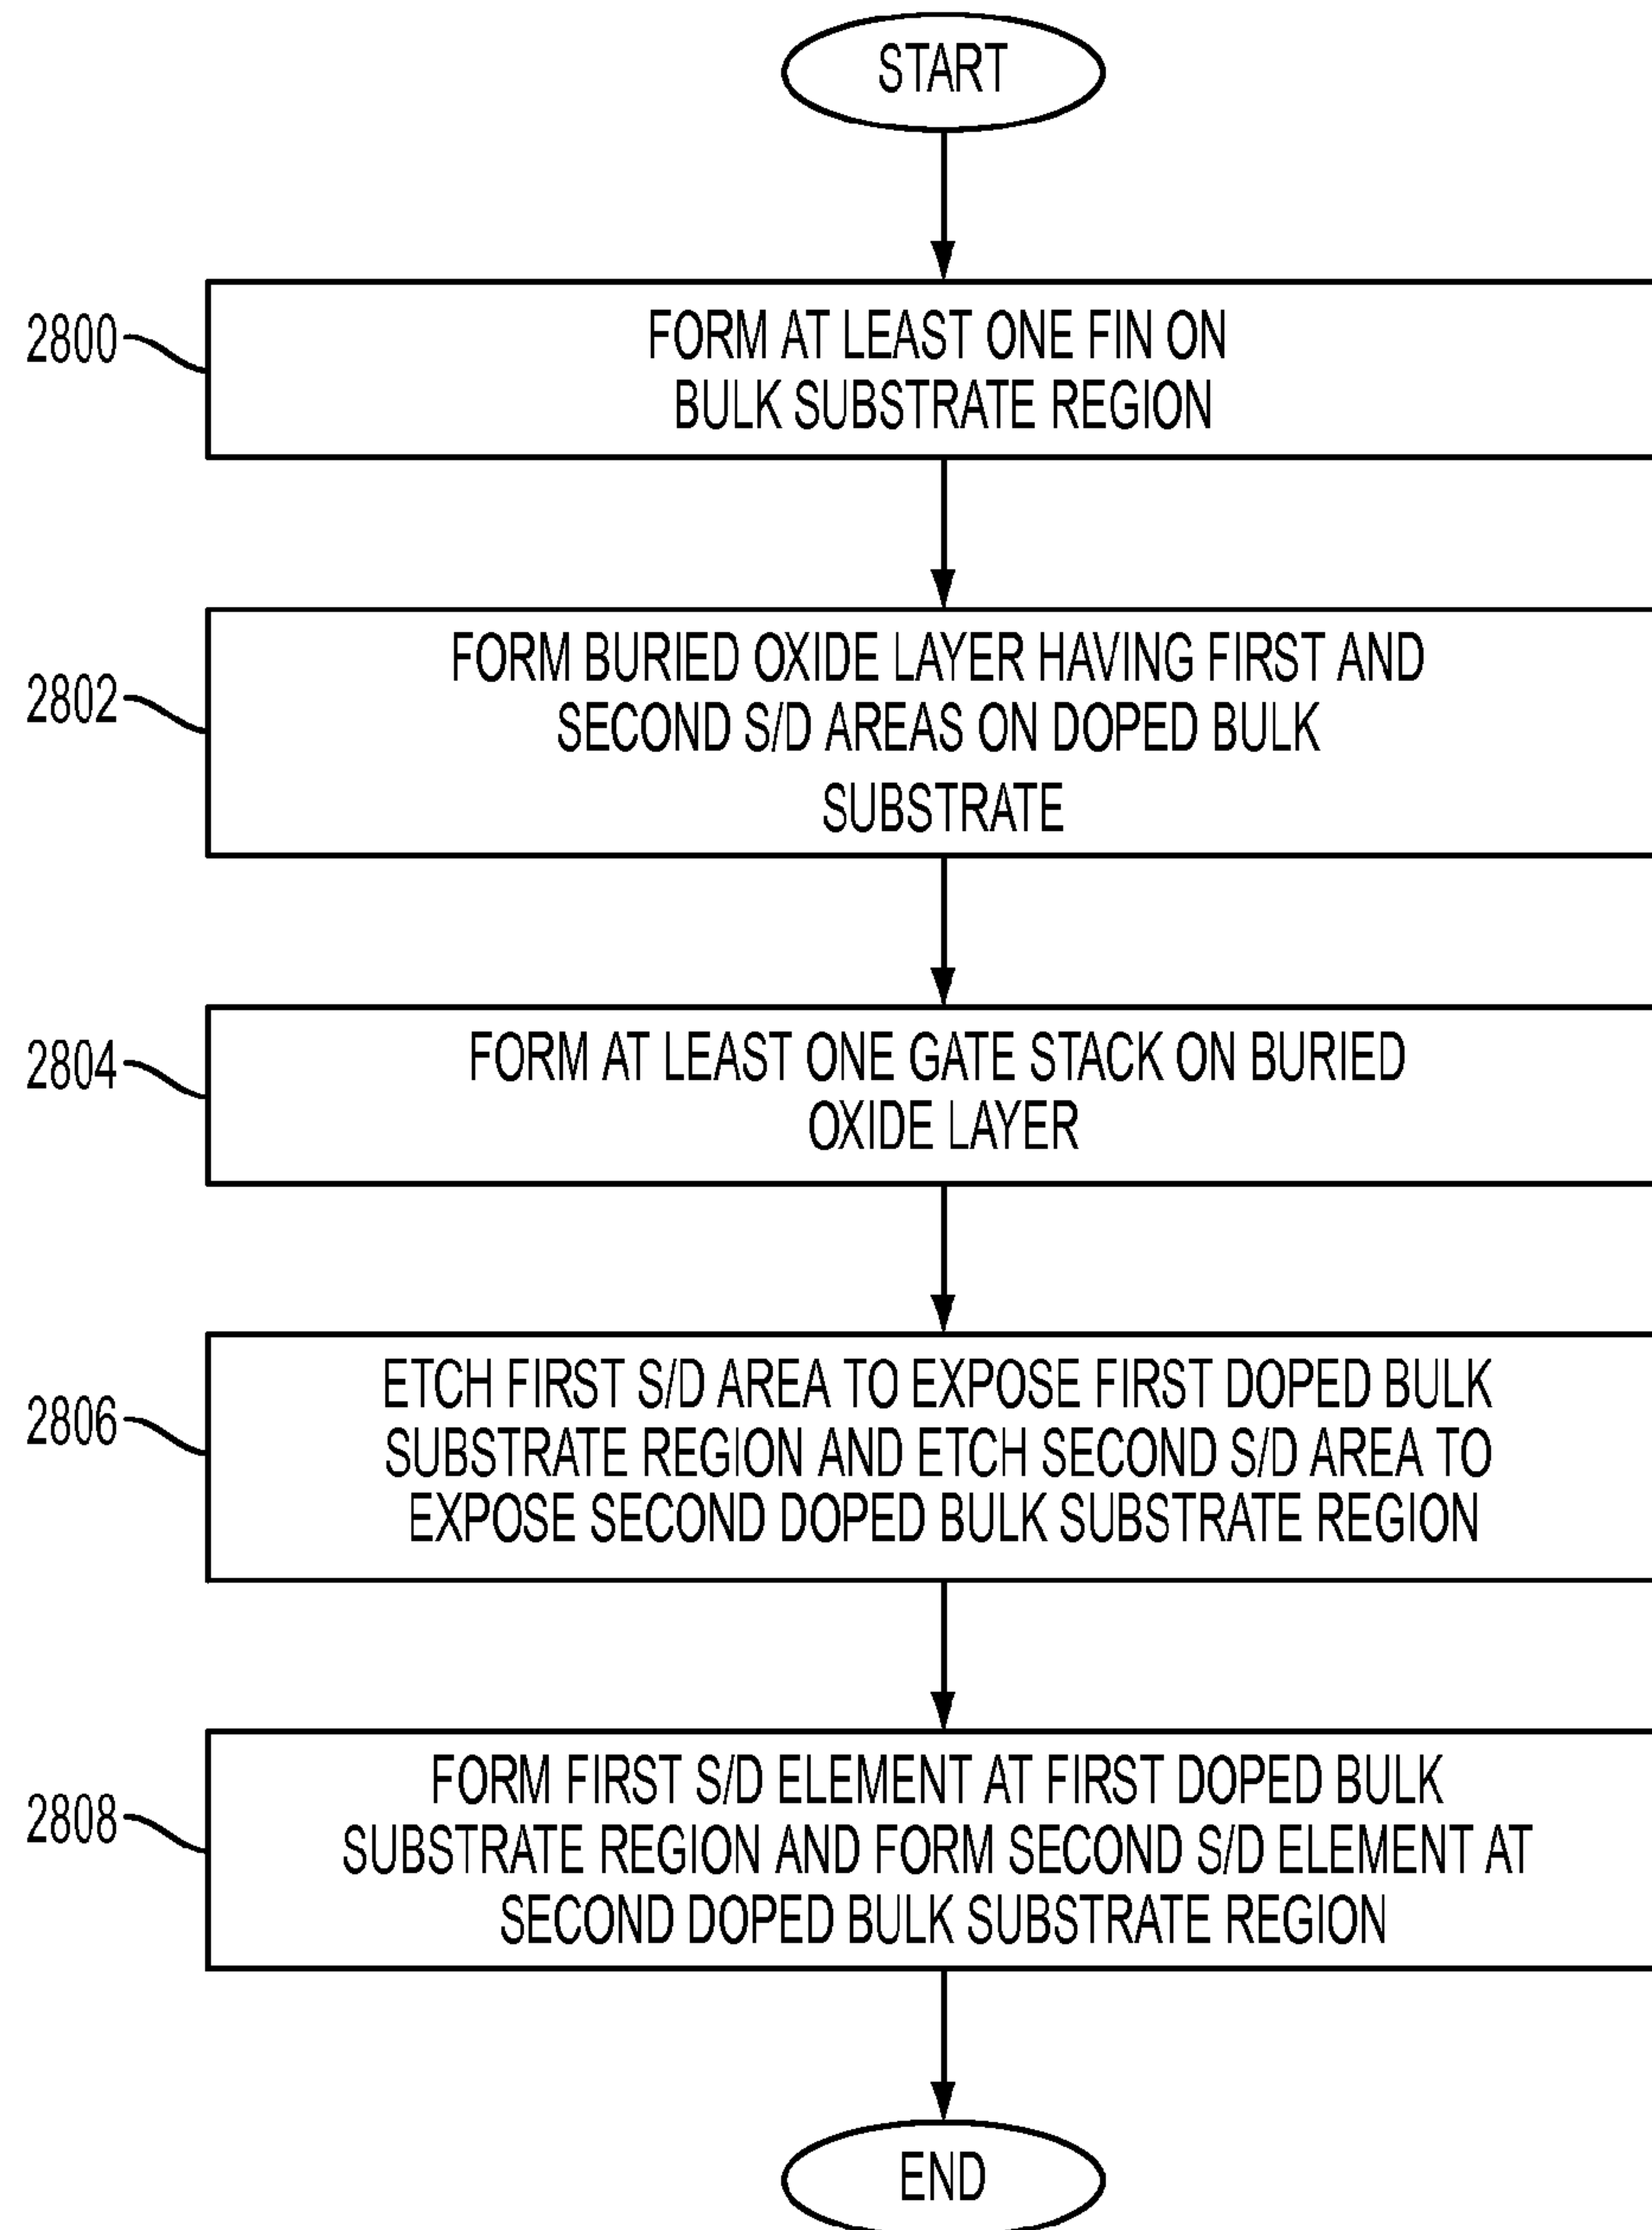 START
2800
FORM AT LEAST ONE FIN ON
BULK SUBSTRATE REGION
2802
FORM BURIED OXIDE LAYER HAVING FIRST AND
SECOND S/D AREAS ON DOPED BULK
SUBSTRATE
2804
FORM AT LEAST ONE GATE STACK ON BURIED
OXIDE LAYER
2806
ETCH FIRST S/D AREA TO EXPOSE FIRST DOPED BULK
SUBSTRATE REGION AND ETCH SECOND S/D AREA TO
EXPOSE SECOND DOPED BULK SUBSTRATE REGION
2808
FORM FIRST S/D ELEMENT AT FIRST DOPED BULK
SUBSTRATE REGION AND FORM SECOND S/D ELEMENT AT
SECOND DOPED BULK SUBSTRATE REGION
END